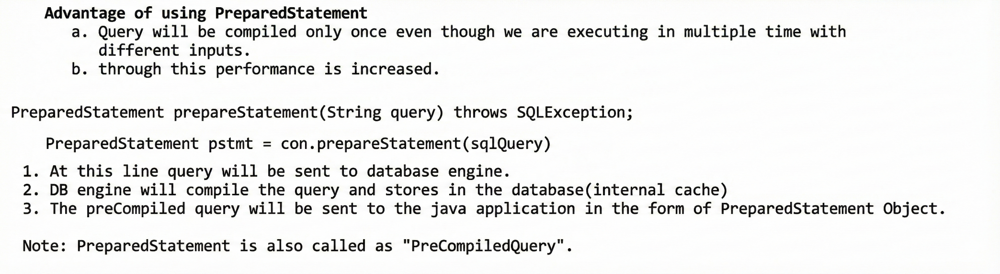 Advantage of using PreparedStatement
a. Query will be compiled only once even though we are executing in multiple time with
different inputs.
b. through this performance is increased.
PreparedStatement prepareStatement(String query) throws SQLException;
PreparedStatement pstmt = con.prepareStatement(sqlQuery)
1. At this line query will be sent to database engine.
2. DB engine will compile the query and stores in the database(internal cache)
3. The preCompiled query will be sent to the java application in the form of PreparedStatement Object.
Note: PreparedStatement is also called as "PreCompiledQuery".